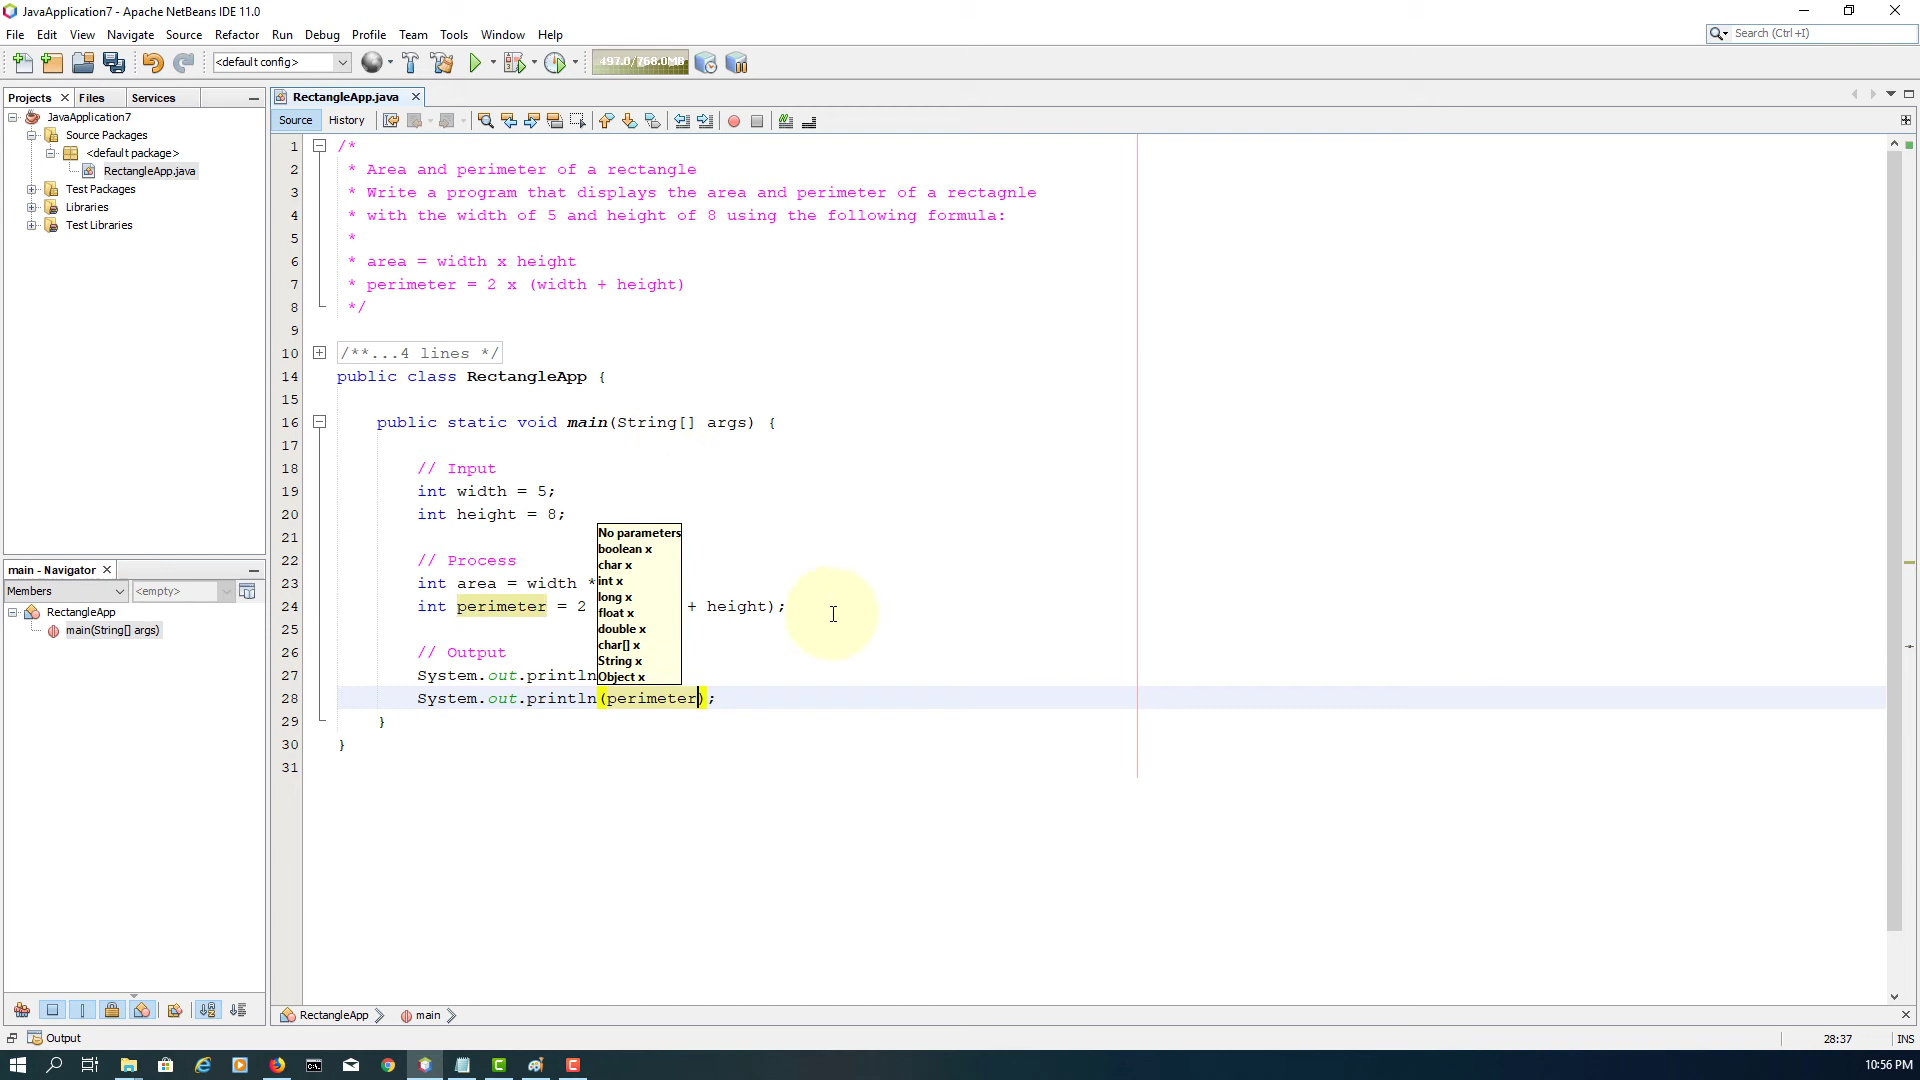 JavaApplication7 - Apache NetBeans IDE 11.0
File Edit View Navigate Source Refactor Run Debug Profile Team Tools Window Help
Search (Ctrl+I)
<default config>
497.0/768.0MB
Projects Files Services
RectangleApp.java
JavaApplication7
Source Packages
<default package>
RectangleApp.java
Test Packages
Libraries
Test Libraries
Source History
1 /*
2 * Area and perimeter of a rectangle
3 * Write a program that displays the area and perimeter of a rectagnle
4 * with the width of 5 and height of 8 using the following formula:
5 *
6 * area = width x height
7 * perimeter = 2 x (width + height)
8 */
9
10 /**...4 lines */
14 public class RectangleApp {
15
16 public static void main(String[] args) {
17
18 // Input
19 int width = 5;
20 int height = 8;
21
22 // Process
23 int area = width *
24 int perimeter = 2 + height);
25
26 // Output
27 System.out.println
28 System.out.println(perimeter);
29 }
30 }
31
No parameters
boolean x
char x
int x
long x
float x
double x
char[] x
String x
Object x
main - Navigator
Members <empty>
RectangleApp
main(String[] args)
RectangleApp main
Output
28:37 INS
10:56 PM